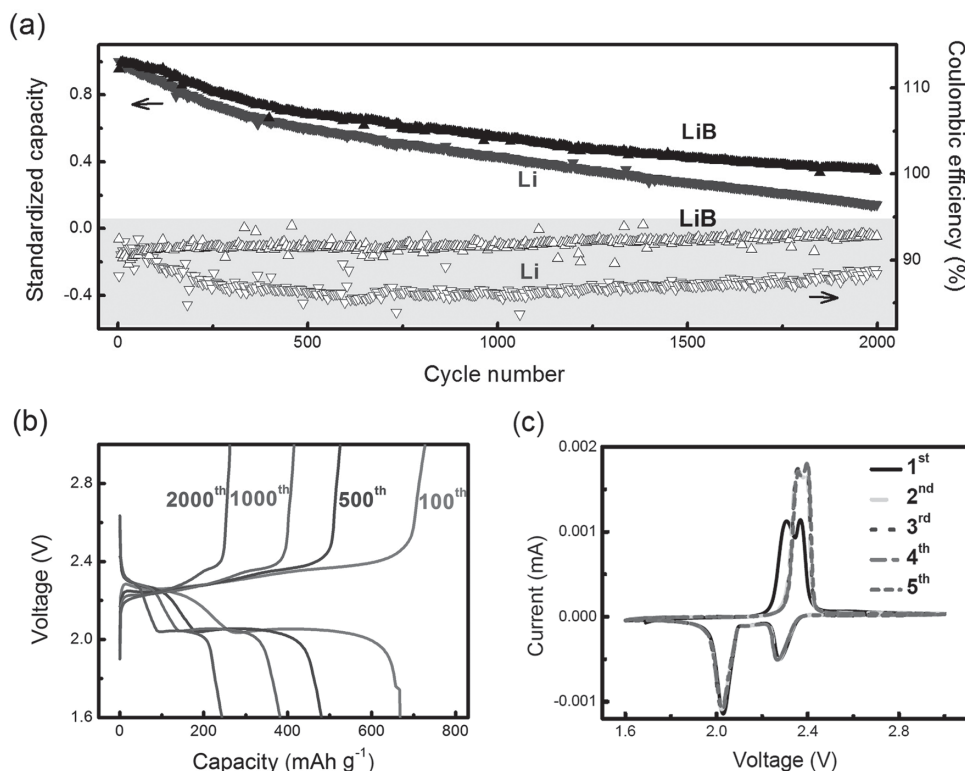 (a)
Standardized capacity
0.8
0.4
0.0
-0.4
LiB
Li
LiB
Li
110
100
90
Coulombic efficiency (%)
0 500 1000 1500 2000
Cycle number
(b)
Voltage (V)
2.8
2.4
2.0
1.6
2000th 1000th 500th 100th
0 200 400 600 800
Capacity (mAh g-1)
(c)
Current (mA)
0.002
0.001
0.000
-0.001
1st
2nd
3rd
4th
5th
1.6 2.0 2.4 2.8
Voltage (V)